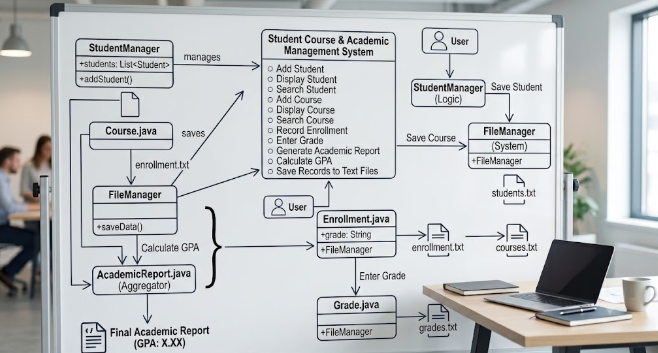 StudentManager
+students: List<Student>
+addStudent()
manages
Course.java
saves
enrollment.txt
FileManager
+saveData()
Calculate GPA
AcademicReport.java
(Aggregator)
Final Academic Report
(GPA: X.XX)
Student Course & Academic
Management System
Add Student
Display Student
Search Student
Add Course
Display Course
Search Course
Record Enrollment
Enter Grade
Generate Academic Report
Calculate GPA
Save Records to Text Files
User
Enrollment.java
+grade: String
+FileManager
Enter Grade
Grade.java
+FileManager
User
StudentManager
(Logic)
Save Student
Save Course
FileManager
(System)
+FileManager
students.txt
enrollment.txt
courses.txt
grades.txt